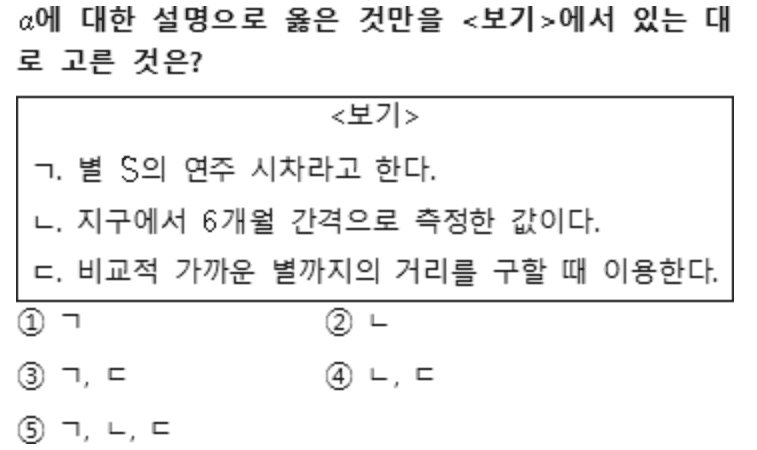 α에 대한 설명으로 옳은 것만을 <보기>에서 있는 대
로 고른 것은?
<보기>
ㄱ. 별 S의 연주 시차라고 한다.
ㄴ. 지구에서 6개월 간격으로 측정한 값이다.
ㄷ. 비교적 가까운 별까지의 거리를 구할 때 이용한다.
① ㄱ ② ㄴ
③ ㄱ, ㄷ ④ ㄴ, ㄷ
⑤ ㄱ, ㄴ, ㄷ